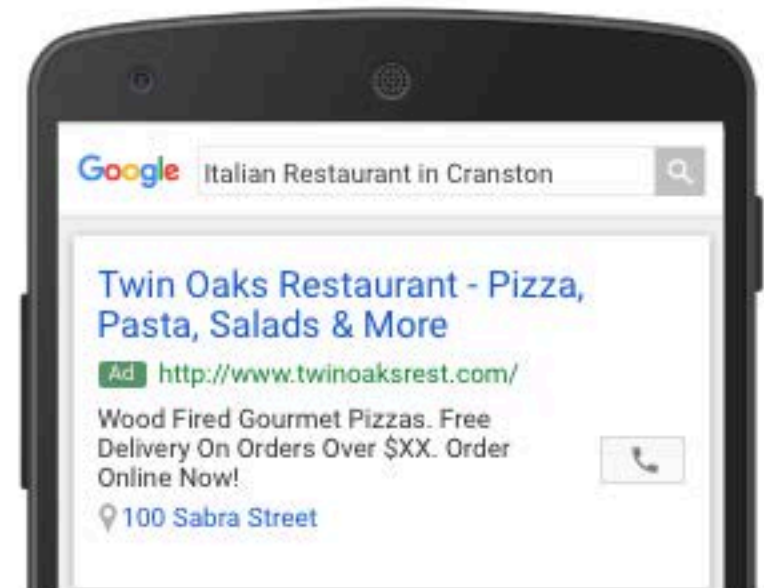 Google Italian Restaurant in Cranston
Twin Oaks Restaurant - Pizza,
Pasta, Salads & More
Ad http://www.twinoaksrest.com/
Wood Fired Gourmet Pizzas. Free
Delivery On Orders Over $XX. Order
Online Now!
100 Sabra Street